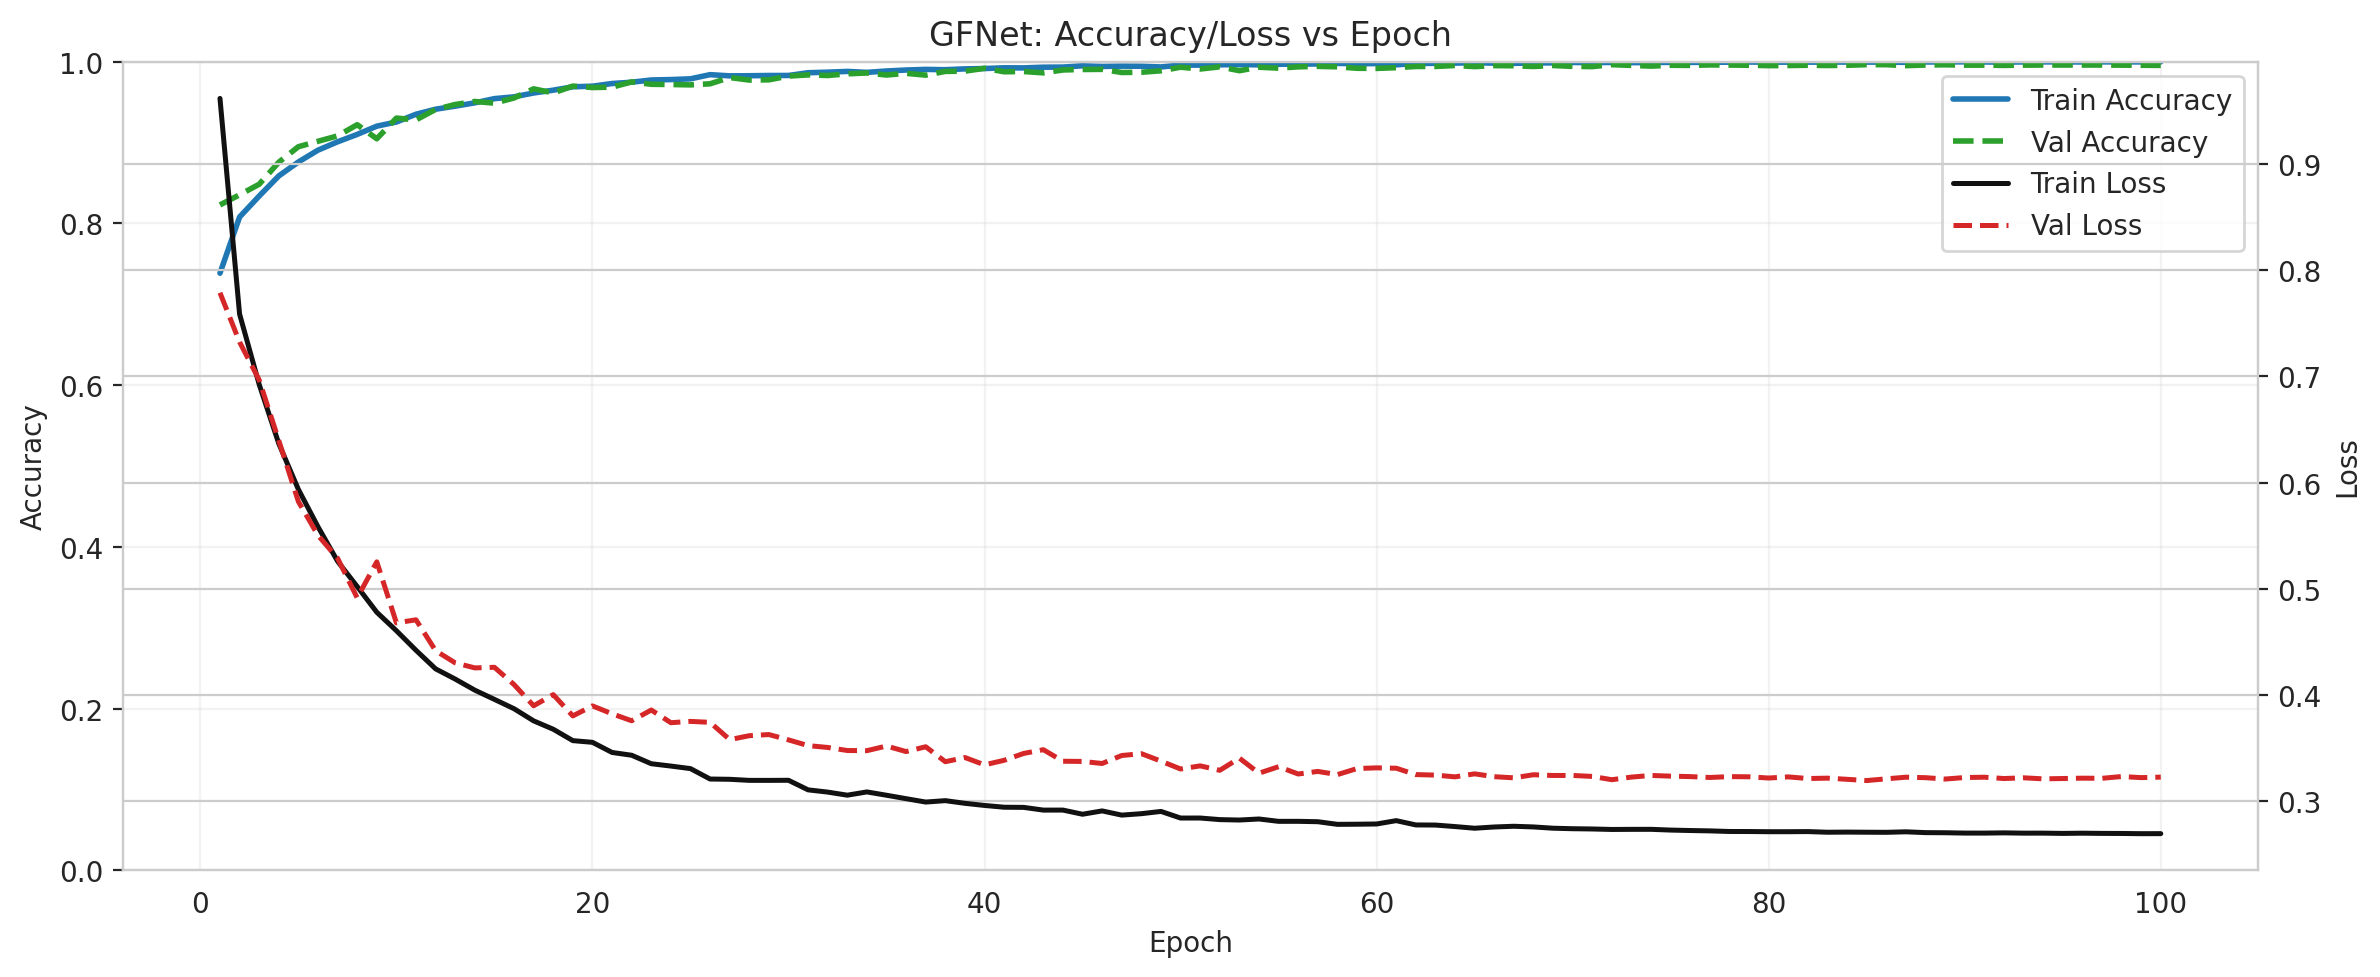 GFNet: Accuracy/Loss vs Epoch
1.0
0.8
0.6
0.4
0.2
0.0
Accuracy
0 20 40 60 80 100
Epoch
0.9
0.8
0.7
0.6
0.5
0.4
0.3
Loss
Train Accuracy
Val Accuracy
Train Loss
Val Loss